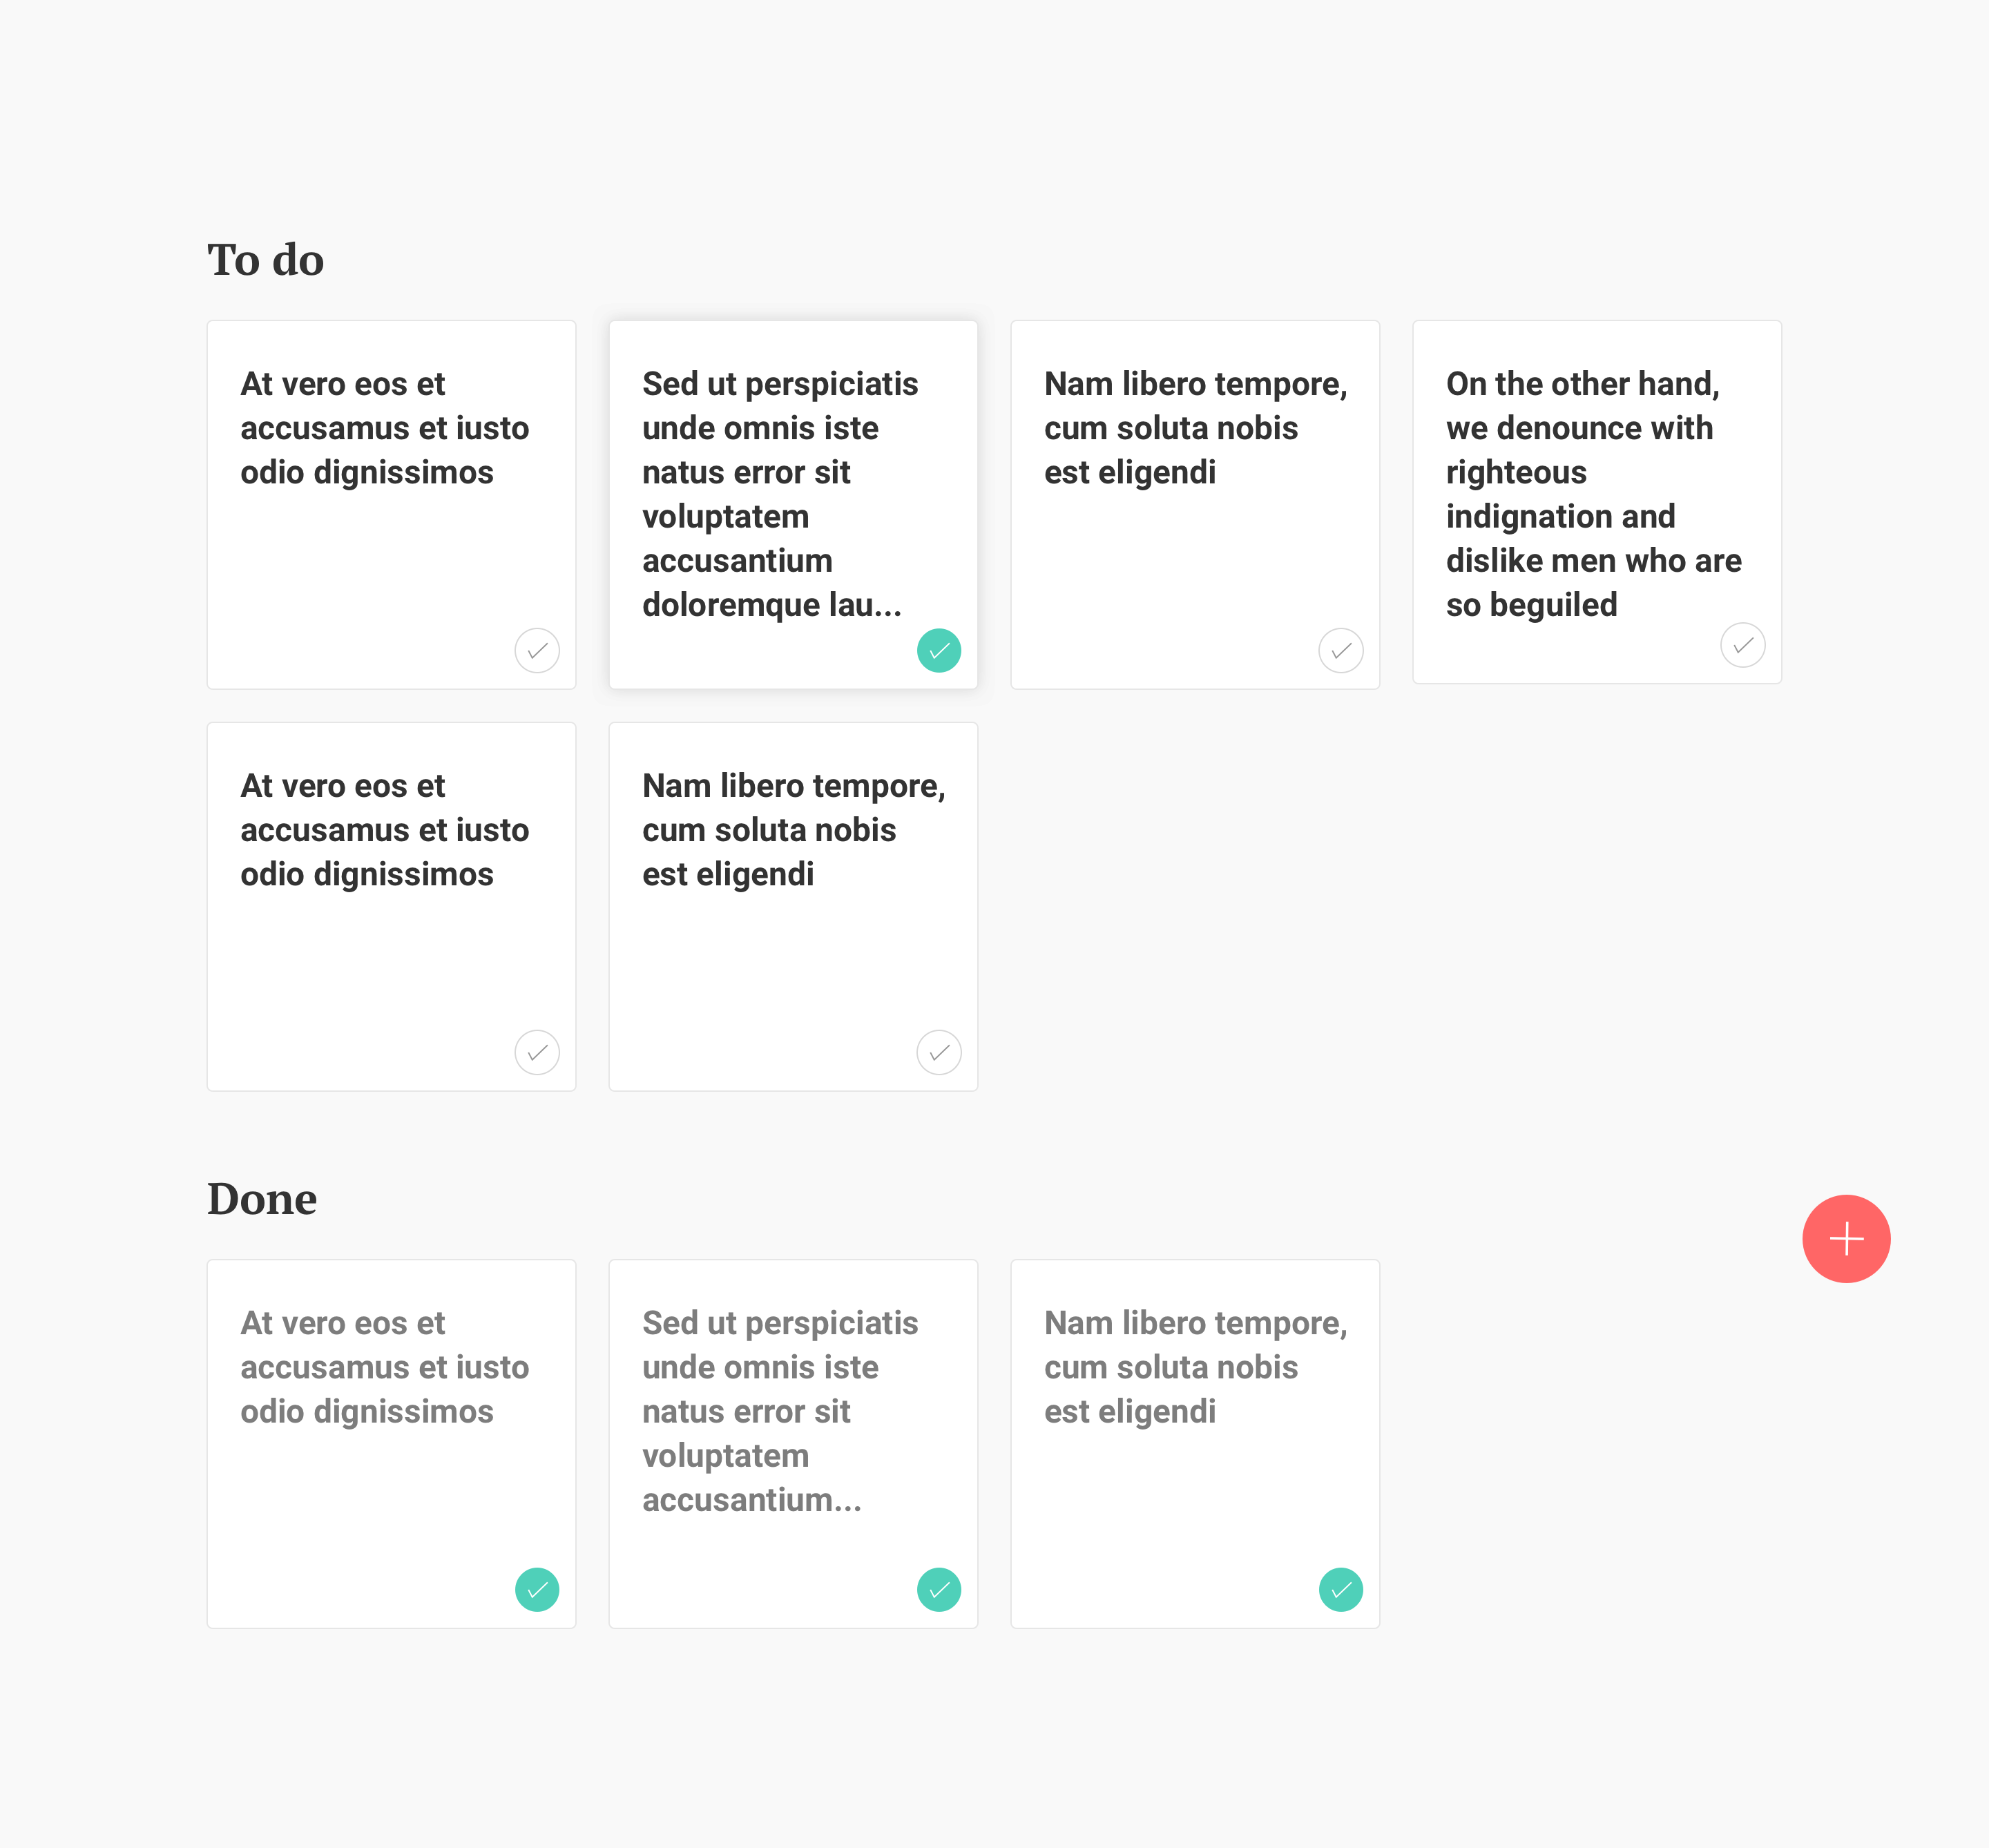 To do
At vero eos et
accusamus et iusto
odio dignissimos
Sed ut perspiciatis
unde omnis iste
natus error sit
voluptatem
accusantium
doloremque lau...
Nam libero tempore,
cum soluta nobis
est eligendi
On the other hand,
we denounce with
righteous
indignation and
dislike men who are
so beguiled
At vero eos et
accusamus et iusto
odio dignissimos
Nam libero tempore,
cum soluta nobis
est eligendi
Done
At vero eos et
accusamus et iusto
odio dignissimos
Sed ut perspiciatis
unde omnis iste
natus error sit
voluptatem
accusantium...
Nam libero tempore,
cum soluta nobis
est eligendi